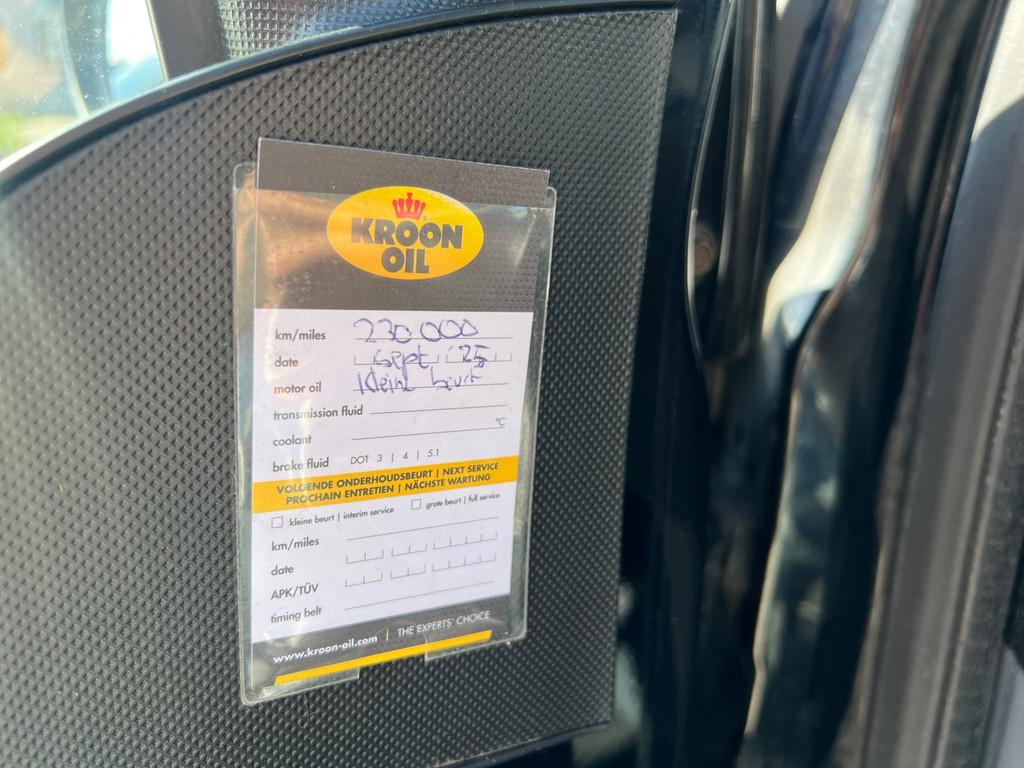 KROON
OIL
km/miles 230 000
date Sept '25
motor oil Kleine beurt
transmission fluid
coolant °C
brake fluid DOT 3 | 4 | 5.1
VOLGENDE ONDERHOUDSBEURT | NEXT SERVICE
PROCHAIN ENTRETIEN | NÄCHSTE WARTUNG
kleine beurt | interim service grote beurt | full service
km/miles
date
APK/TÜV
timing belt
www.kroon-oil.com | THE EXPERTS' CHOICE